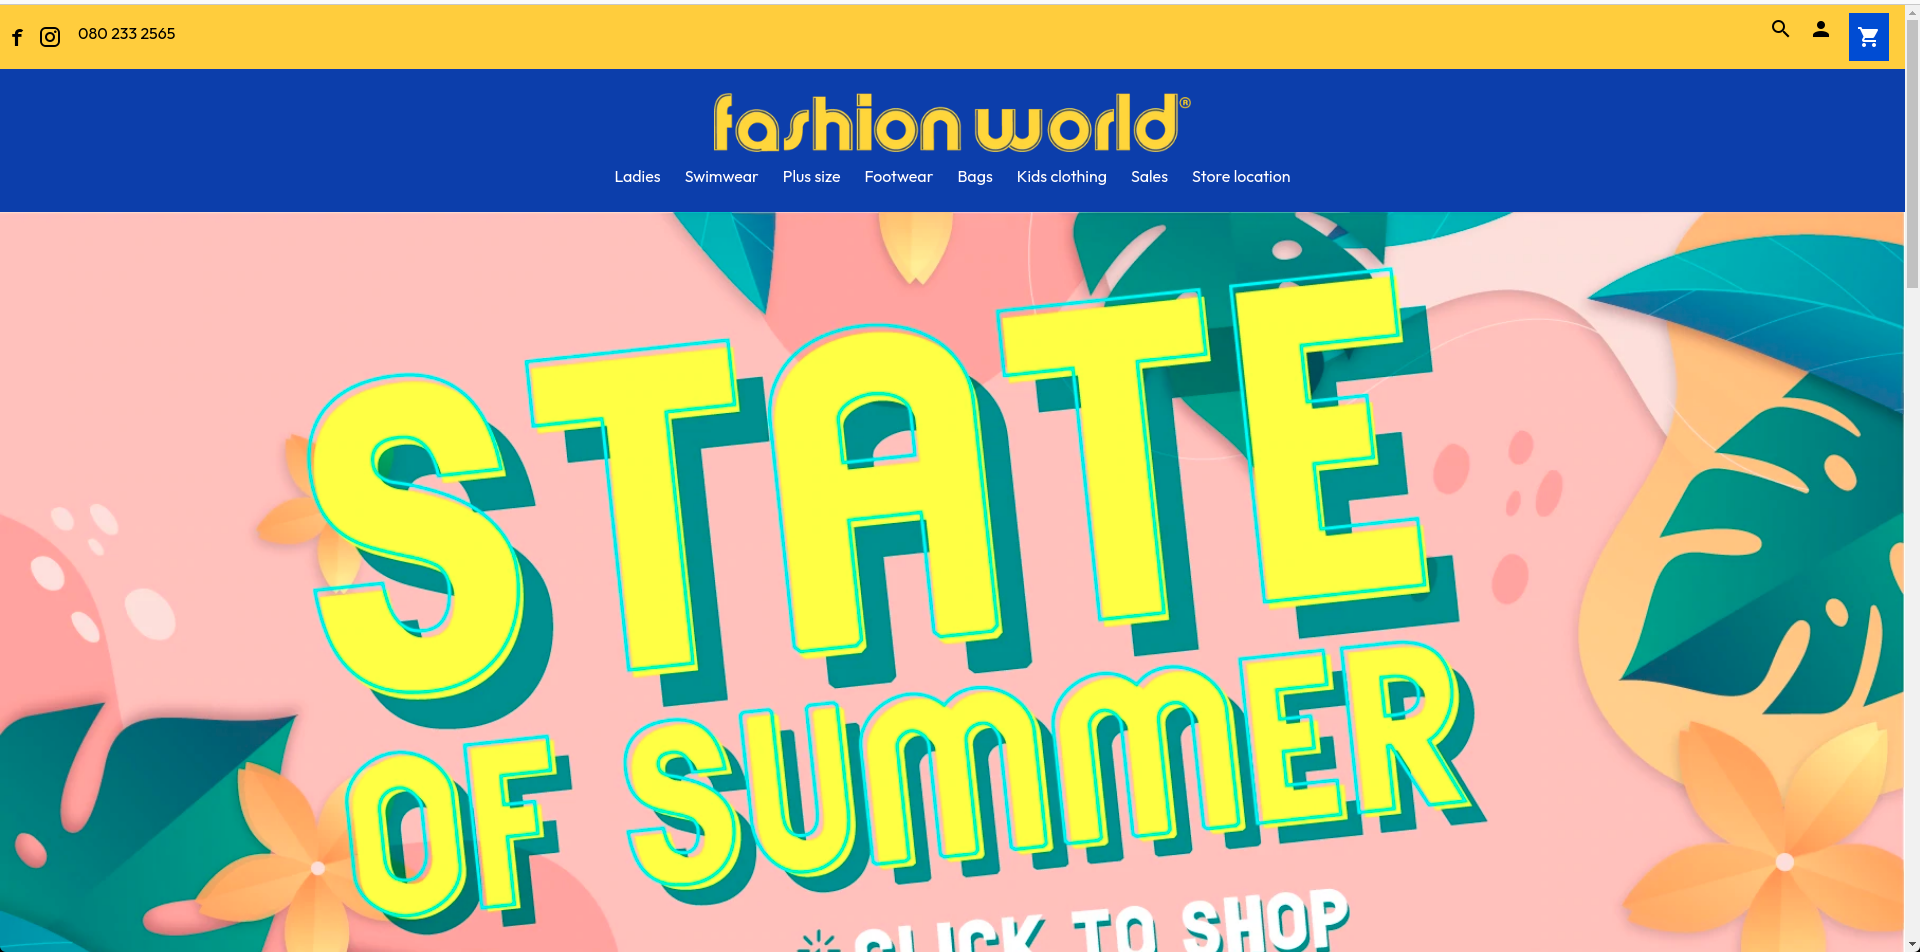 080 233 2565
fashion world®
Ladies Swimwear Plus size Footwear Bags Kids clothing Sales Store location
STATE
OF SUMMER
CLICK TO SHOP